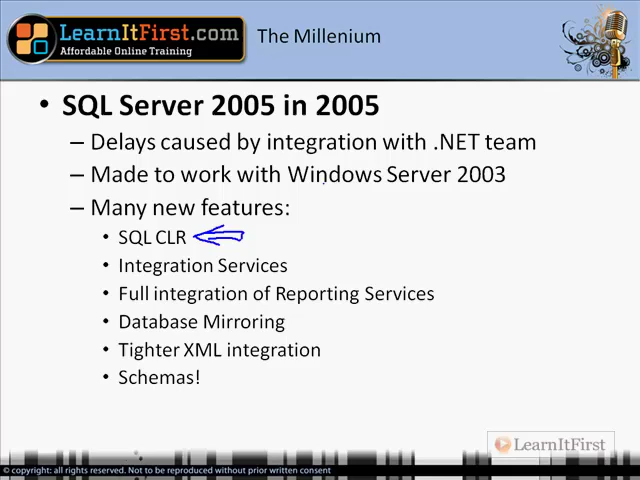 LearnItFirst.com
Affordable Online Training
The Millenium
• SQL Server 2005 in 2005
– Delays caused by integration with .NET team
– Made to work with Windows Server 2003
– Many new features:
• SQL CLR
• Integration Services
• Full integration of Reporting Services
• Database Mirroring
• Tighter XML integration
• Schemas!
LearnItFirst
© copyright: all rights reserved. Not to be reproduced without prior written consent